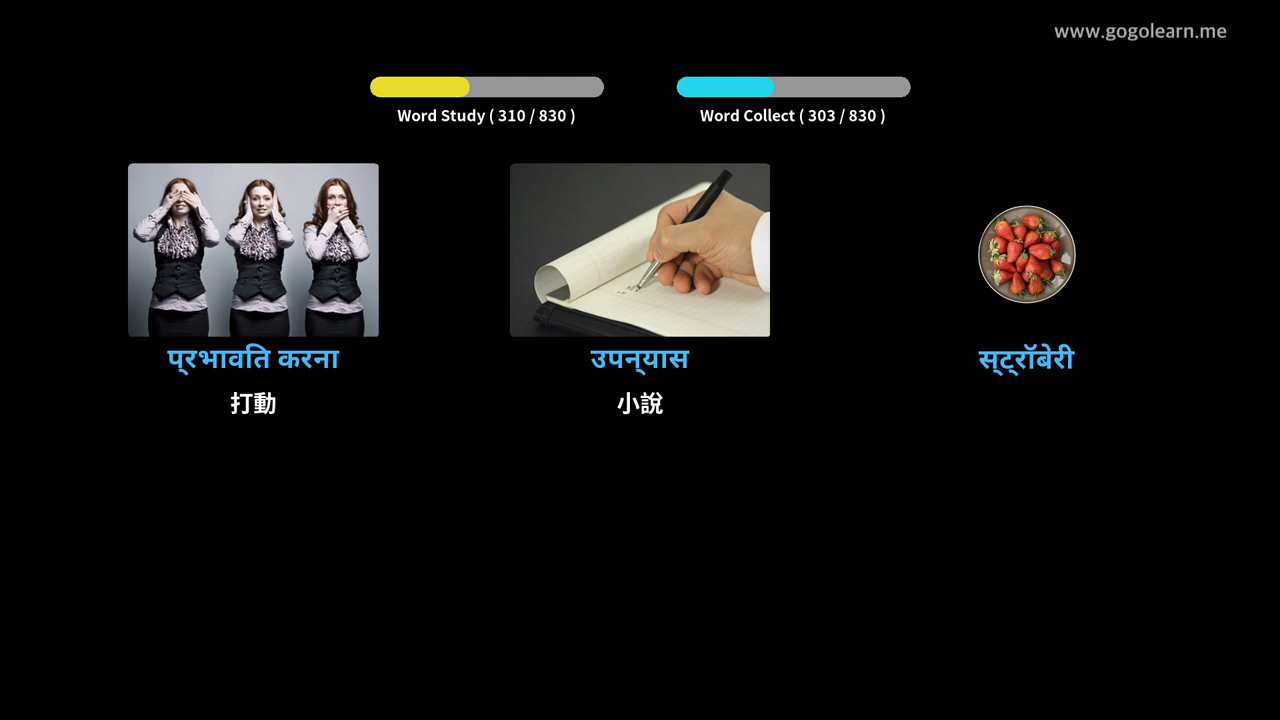 www.gogolearn.me
Word Study ( 310 / 830 )
Word Collect ( 303 / 830 )
प्रभावति करना
उपन्यास
स्ट्रॉबेरी
打動
小說